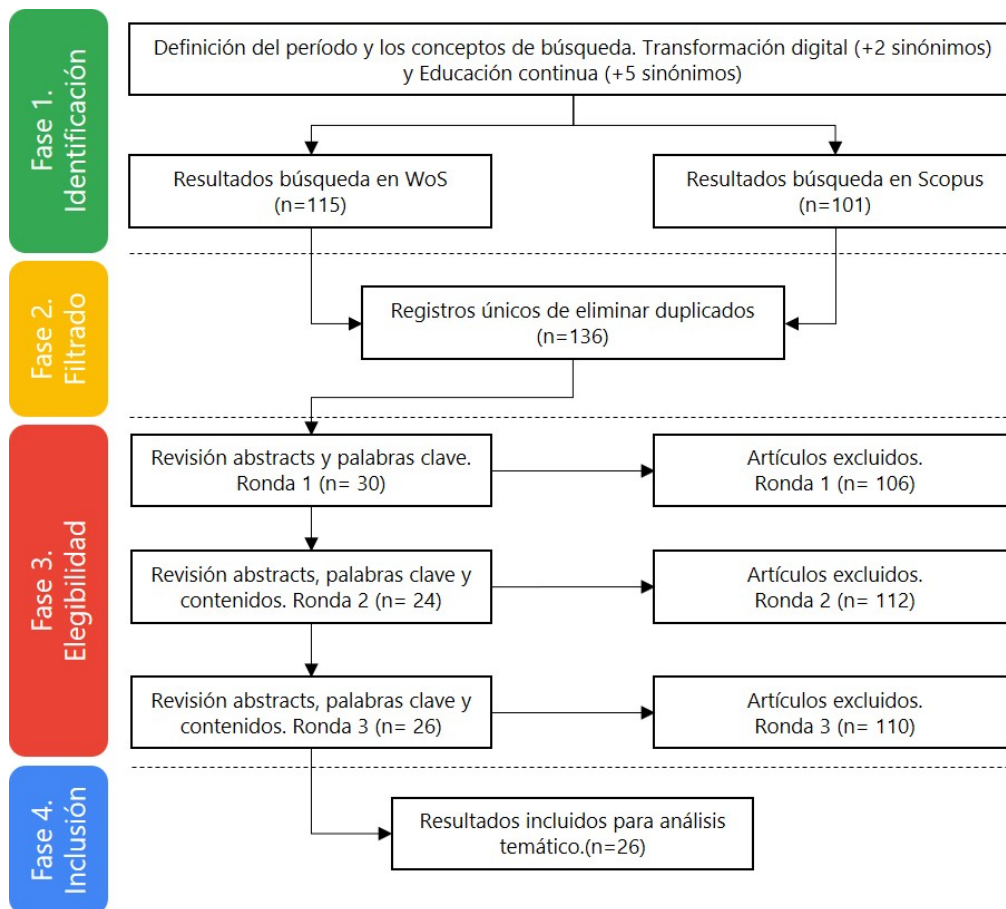 Fase 1.
Identificación
Definición del período y los conceptos de búsqueda. Transformación digital (+2 sinónimos)
y Educación continua (+5 sinónimos)
Resultados búsqueda en WoS
(n=115)
Resultados búsqueda en Scopus
(n=101)
Fase 2.
Filtrado
Registros únicos de eliminar duplicados
(n=136)
Fase 3.
Elegibilidad
Revisión abstracts y palabras clave.
Ronda 1 (n= 30)
Artículos excluidos.
Ronda 1 (n= 106)
Revisión abstracts, palabras clave y
contenidos. Ronda 2 (n= 24)
Artículos excluidos.
Ronda 2 (n= 112)
Revisión abstracts, palabras clave y
contenidos. Ronda 3 (n= 26)
Artículos excluidos.
Ronda 3 (n= 110)
Fase 4.
Inclusión
Resultados incluidos para análisis
temático.(n=26)